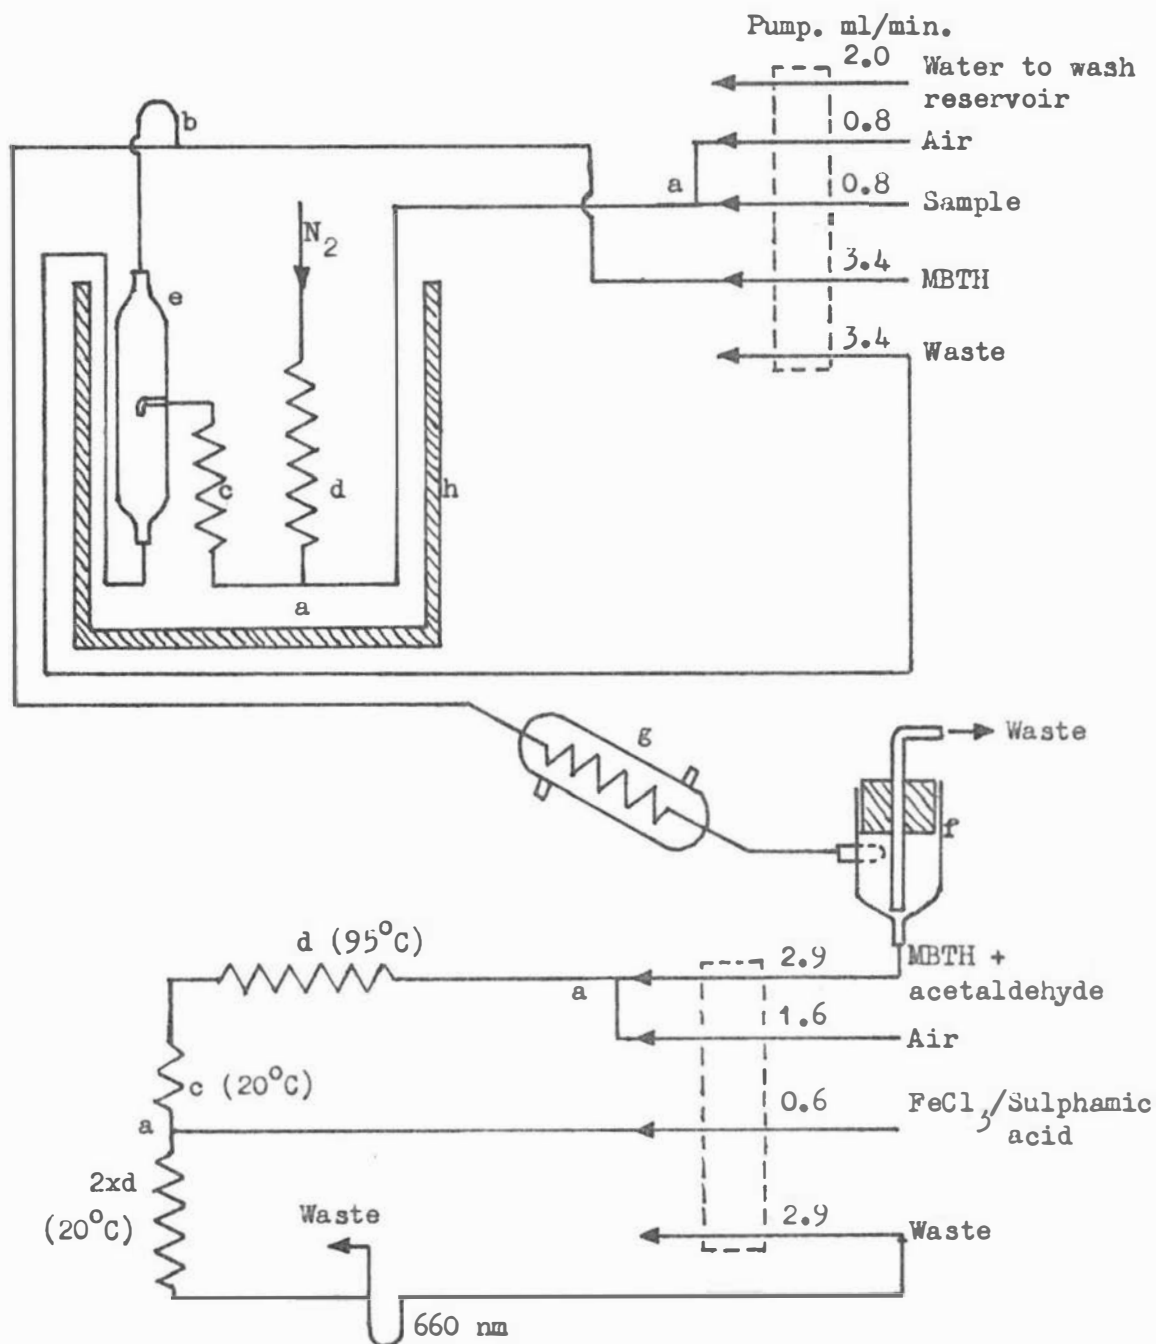 Pump. ml/min.
2.0
Water to wash
reservoir
b
0.8
Air
a
0.8
Sample
N2
3.4
MBTH
e
3.4
Waste
c
d
h
a
g
Waste
f
d (95°C)
2.9
MBTH +
acetaldehyde
a
1.6
Air
c (20°C)
0.6
FeCl3/Sulphamic
acid
a
2xd
(20°C)
Waste
2.9
Waste
660 nm